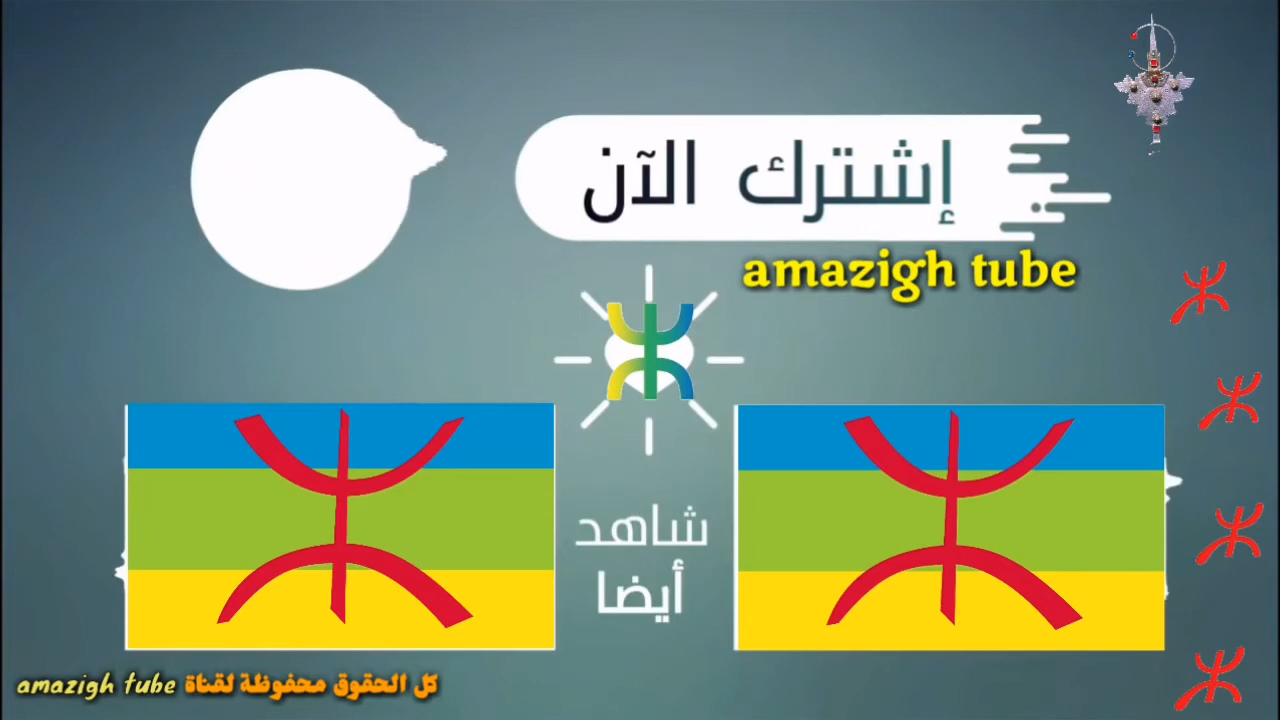 إشترك الآن
amazigh tube
شاهد
أيضا
كل الحقوق محفوظة لقناة amazigh tube